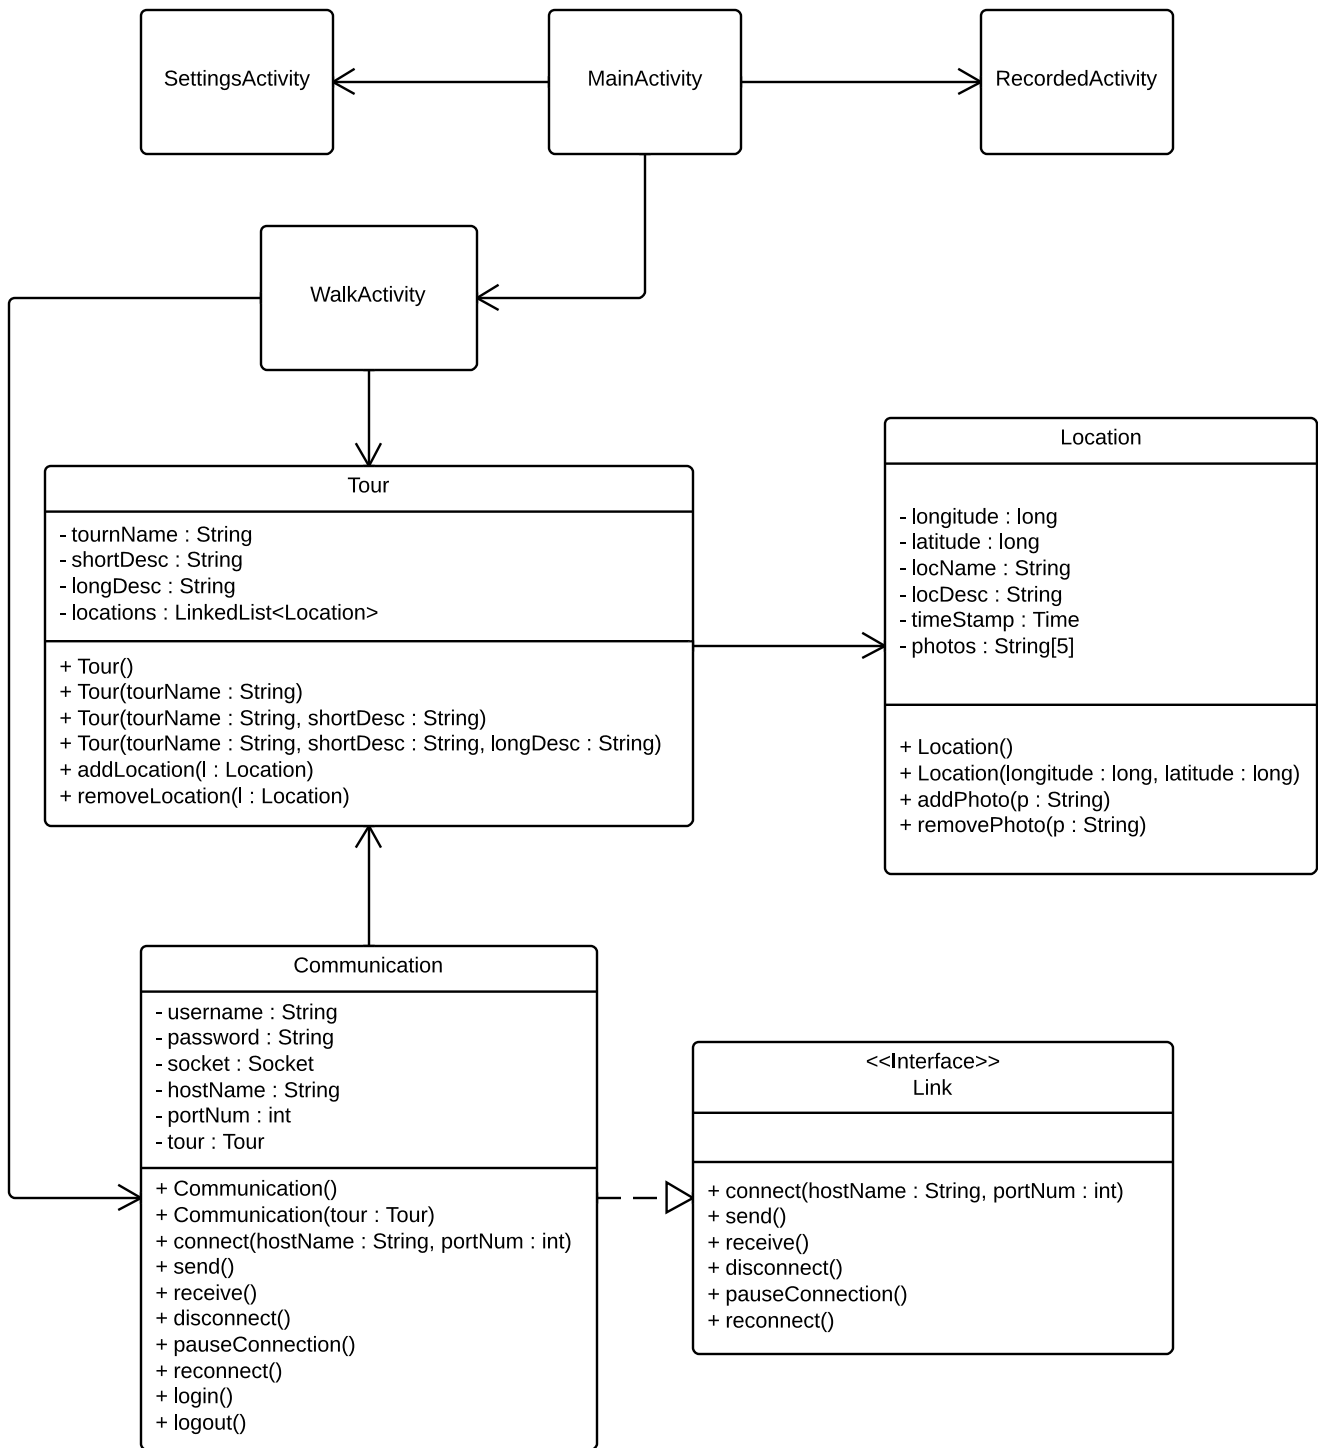 SettingsActivity
MainActivity
RecordedActivity
WalkActivity
Tour
- tournName : String
- shortDesc : String
- longDesc : String
- locations : LinkedList<Location>
+ Tour()
+ Tour(tourName : String)
+ Tour(tourName : String, shortDesc : String)
+ Tour(tourName : String, shortDesc : String, longDesc : String)
+ addLocation(l : Location)
+ removeLocation(l : Location)
Location
- longitude : long
- latitude : long
- locName : String
- locDesc : String
- timeStamp : Time
- photos : String[5]
+ Location()
+ Location(longitude : long, latitude : long)
+ addPhoto(p : String)
+ removePhoto(p : String)
Communication
- username : String
- password : String
- socket : Socket
- hostName : String
- portNum : int
- tour : Tour
+ Communication()
+ Communication(tour : Tour)
+ connect(hostName : String, portNum : int)
+ send()
+ receive()
+ disconnect()
+ pauseConnection()
+ reconnect()
+ login()
+ logout()
<<Interface>>
Link
+ connect(hostName : String, portNum : int)
+ send()
+ receive()
+ disconnect()
+ pauseConnection()
+ reconnect()